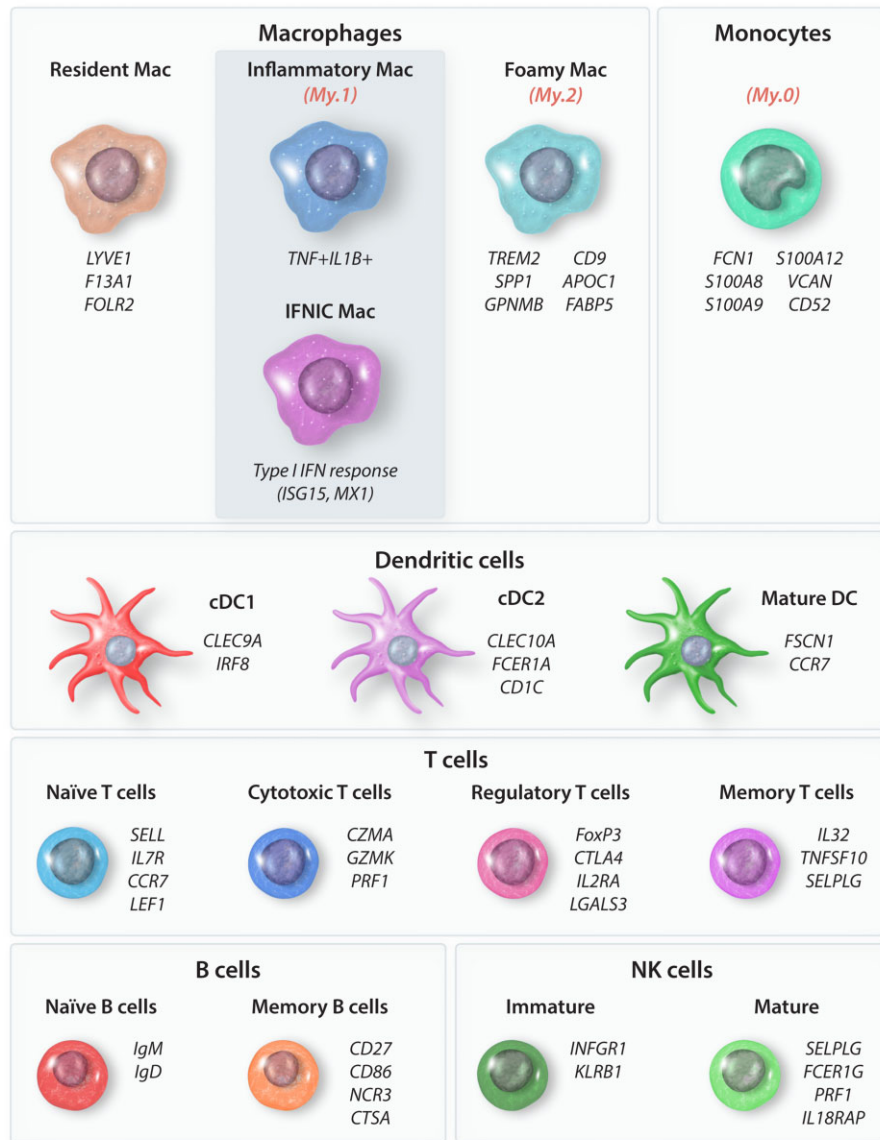 Macrophages
Monocytes
Resident Mac
Inflammatory Mac
(My.1)
Foamy Mac
(My.2)
(My.0)
LYVE1
F13A1
FOLR2
TNF+IL1B+
TREM2 CD9
SPP1 APOC1
GPNMB FABP5
FCN1 S100A12
S100A8 VCAN
S100A9 CD52
IFNIC Mac
Type I IFN response
(ISG15, MX1)
Dendritic cells
cDC1
CLEC9A
IRF8
cDC2
CLEC10A
FCER1A
CD1C
Mature DC
FSCN1
CCR7
T cells
Naïve T cells
SELL
IL7R
CCR7
LEF1
Cytotoxic T cells
CZMA
GZMK
PRF1
Regulatory T cells
FoxP3
CTLA4
IL2RA
LGALS3
Memory T cells
IL32
TNFSF10
SELPLG
B cells
Naïve B cells
IgM
IgD
Memory B cells
CD27
CD86
NCR3
CTSA
NK cells
Immature
INFGR1
KLRB1
Mature
SELPLG
FCER1G
PRF1
IL18RAP